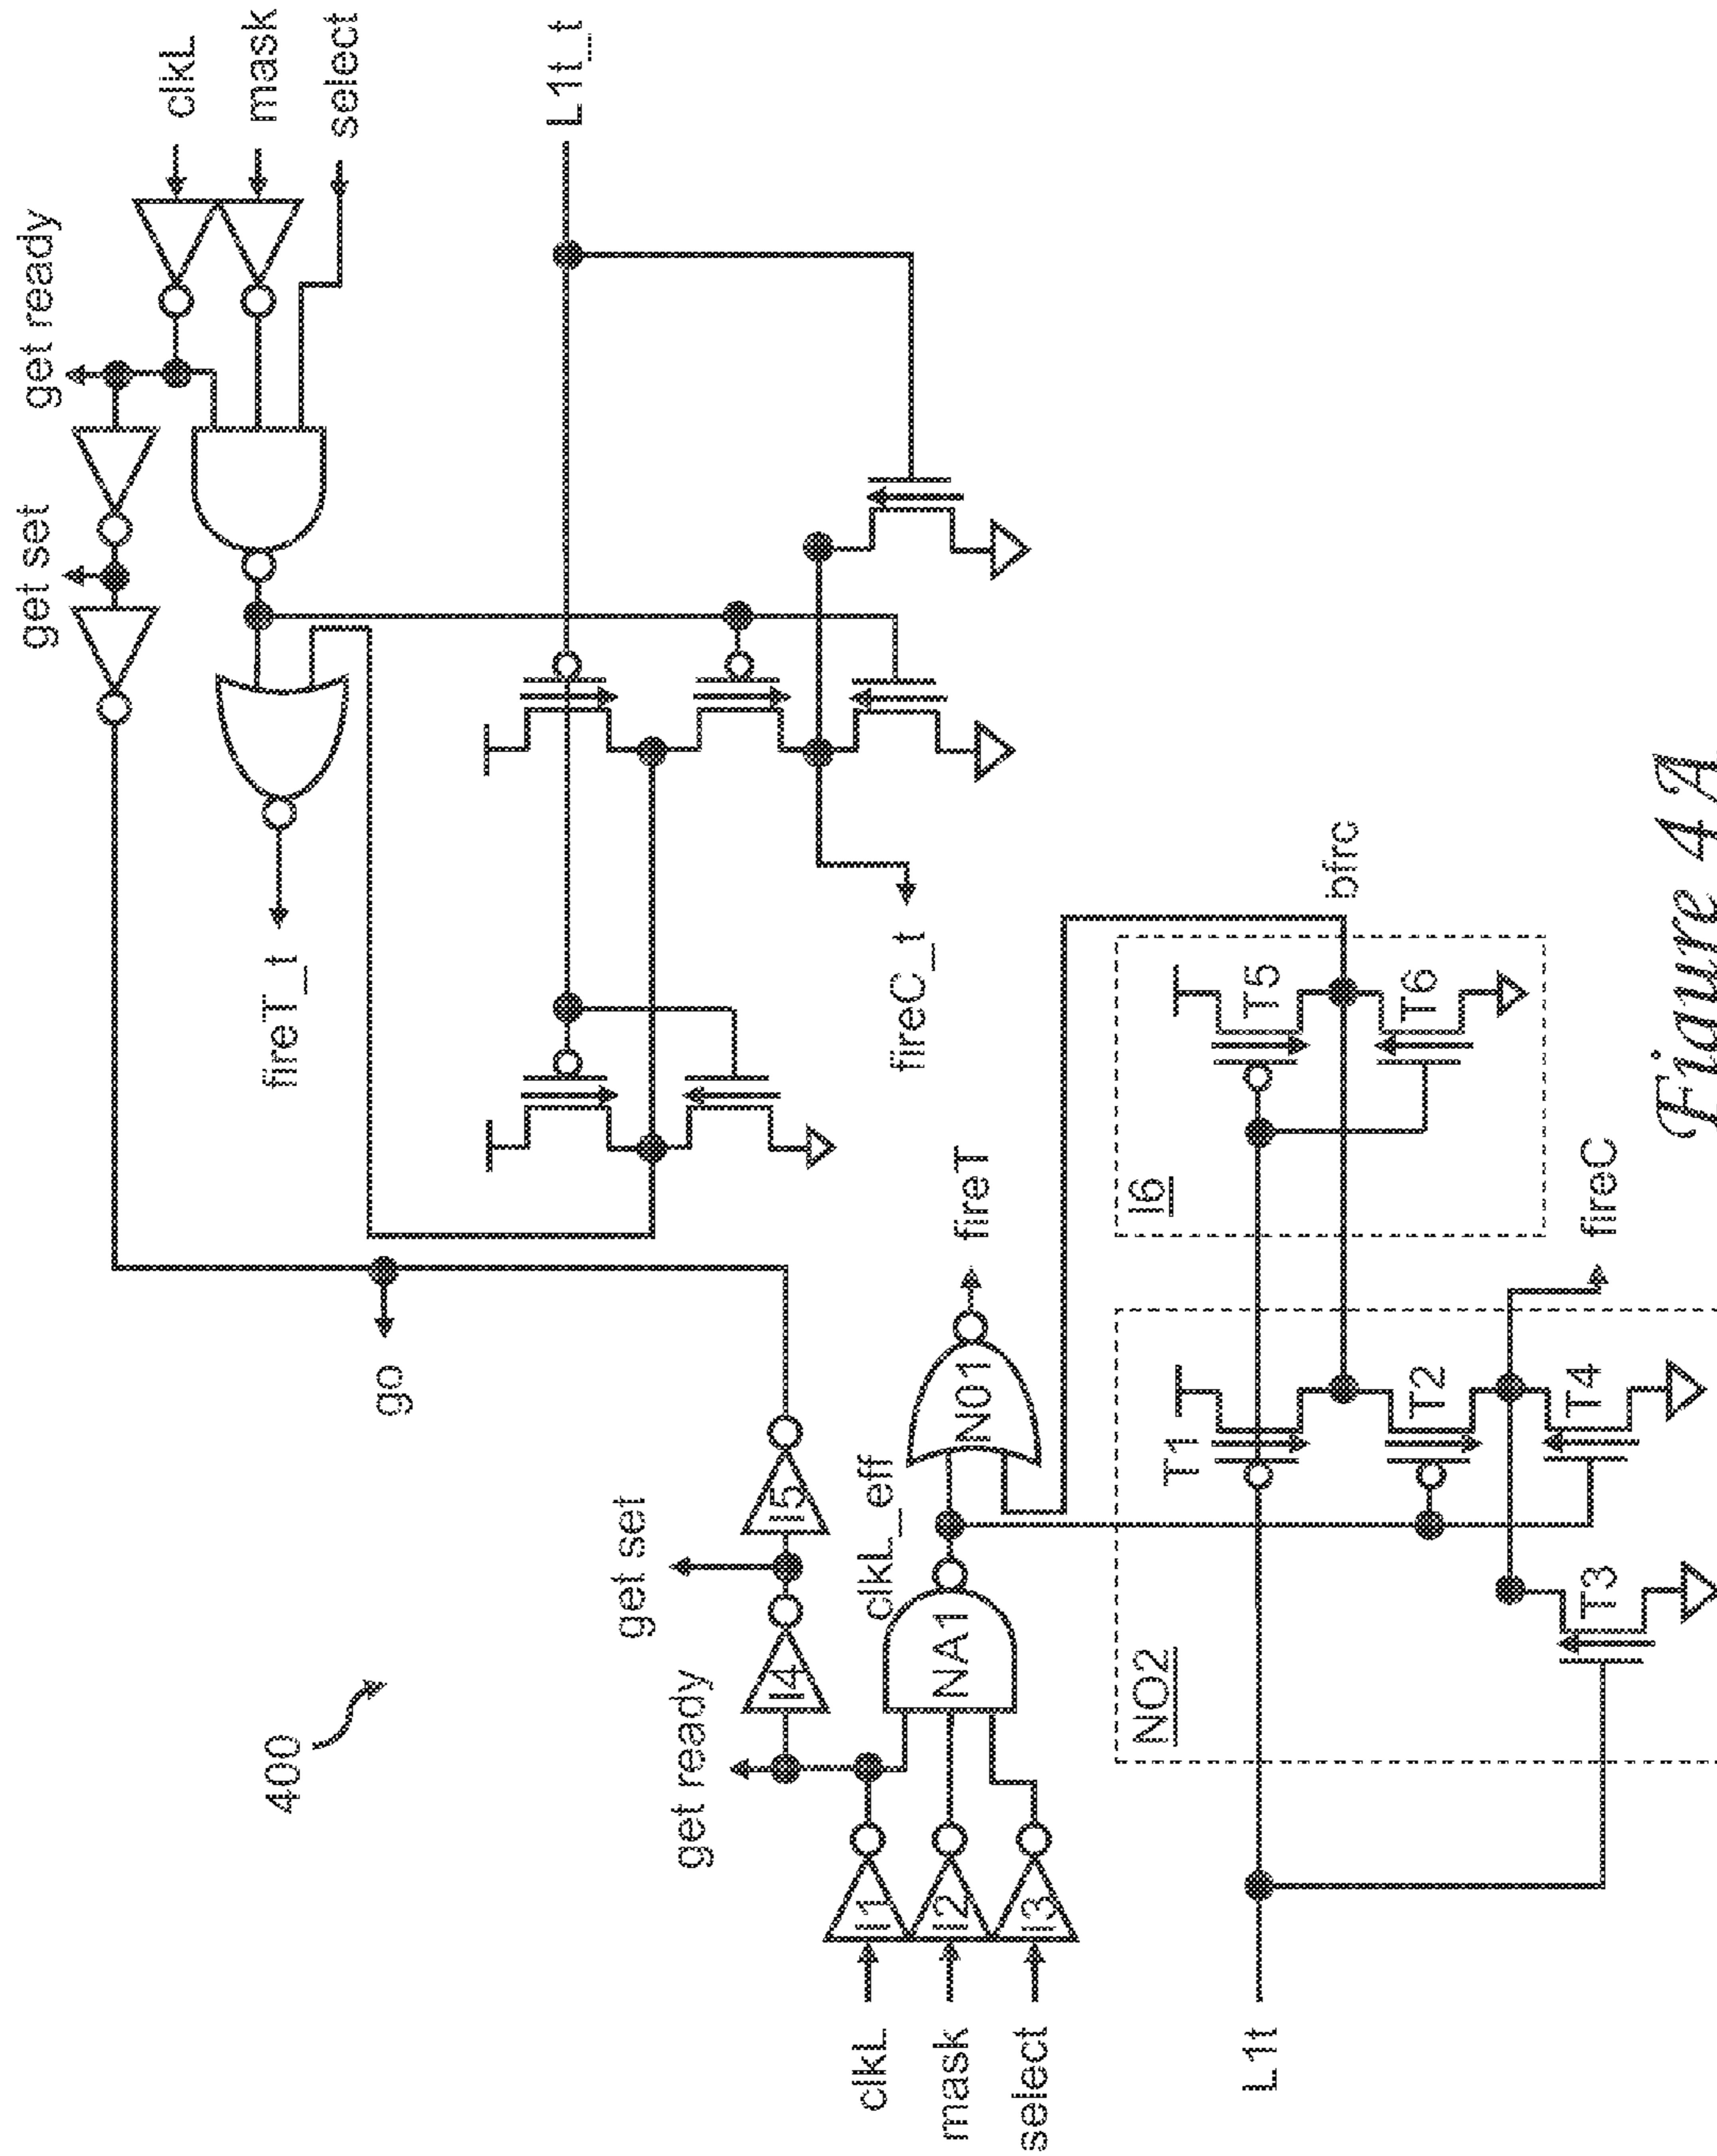 clkL
mask
select
get ready
get set
L1t_t
fireT_t
fireC_t
go
400
get set
get ready
clkL_eff
I4
I5
I1
I2
I3
NA1
N01
fireT
clkL
mask
select
L1t
NO2
T1
T2
T3
T4
I6
T5
T6
bfrc
fireC
Figure 4A